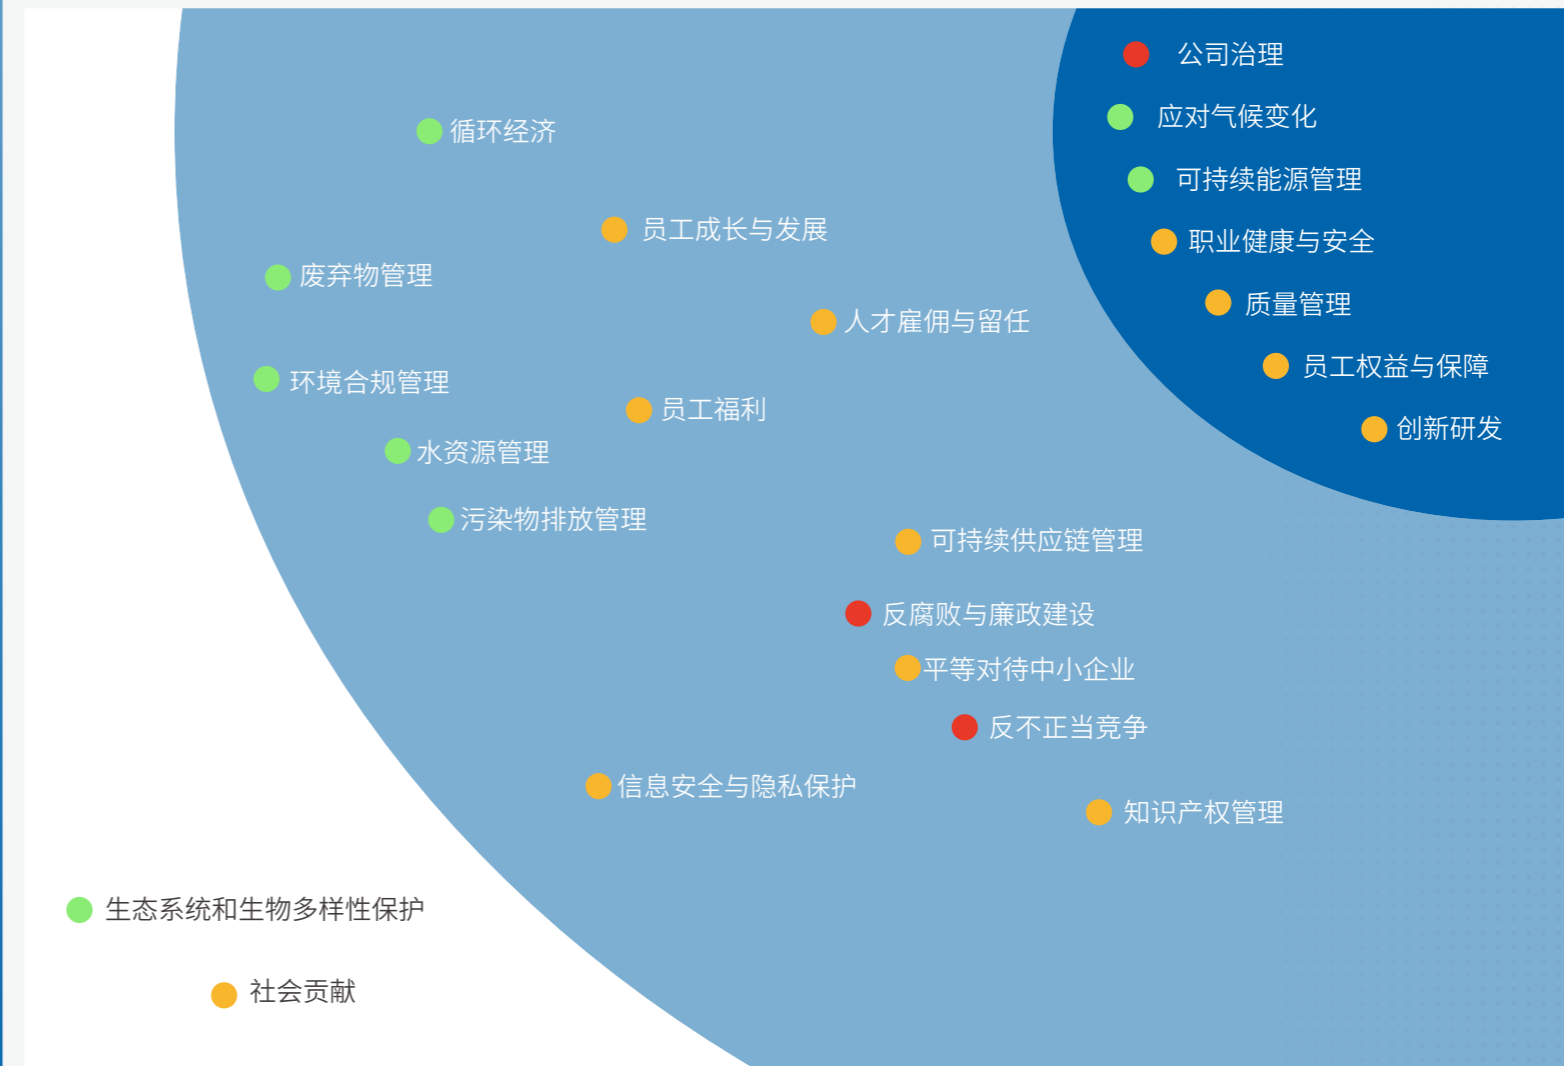 公司治理
应对气候变化
循环经济
可持续能源管理
员工成长与发展
职业健康与安全
废弃物管理
质量管理
人才雇佣与留任
员工权益与保障
环境合规管理
员工福利
创新研发
水资源管理
污染物排放管理
可持续供应链管理
反腐败与廉政建设
平等对待中小企业
反不正当竞争
信息安全与隐私保护
知识产权管理
生态系统和生物多样性保护
社会贡献